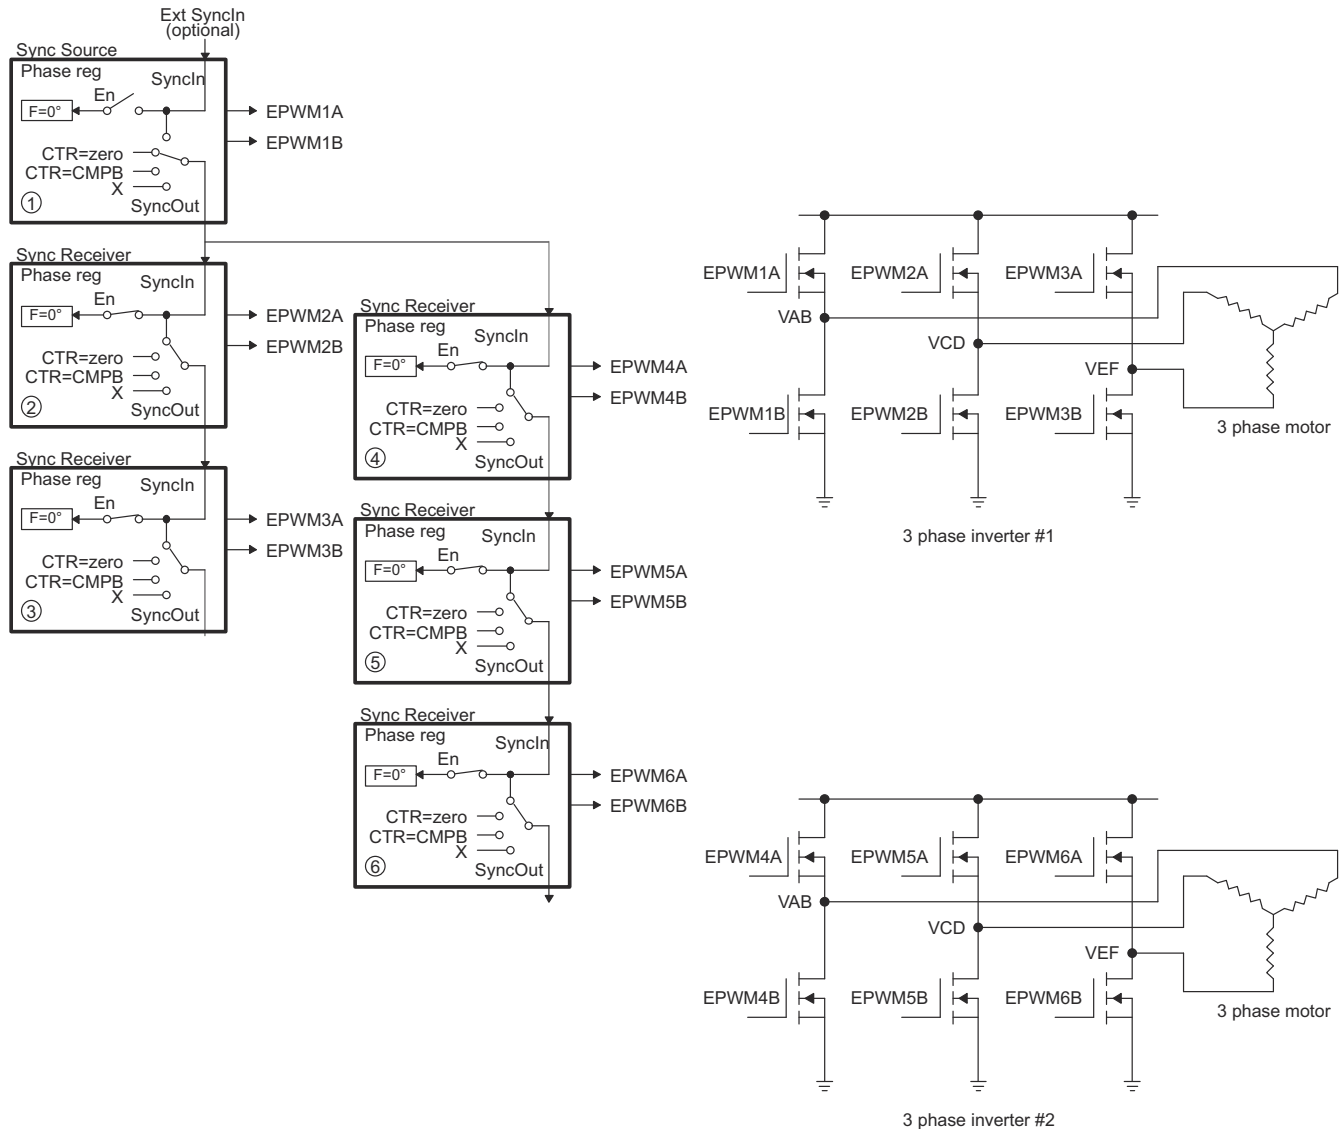 Ext SyncIn
(optional)
Sync Source
Phase reg
SyncIn
En
F=0°
EPWM1A
EPWM1B
CTR=zero
CTR=CMPB
X
1
SyncOut
Sync Receiver
Phase reg
SyncIn
En
F=0°
EPWM2A
EPWM2B
CTR=zero
CTR=CMPB
X
2
SyncOut
Sync Receiver
Phase reg
SyncIn
En
F=0°
EPWM3A
EPWM3B
CTR=zero
CTR=CMPB
X
3
SyncOut
Sync Receiver
Phase reg
SyncIn
En
F=0°
EPWM4A
EPWM4B
CTR=zero
CTR=CMPB
X
4
SyncOut
Sync Receiver
Phase reg
SyncIn
En
F=0°
EPWM5A
EPWM5B
CTR=zero
CTR=CMPB
X
5
SyncOut
Sync Receiver
Phase reg
SyncIn
En
F=0°
EPWM6A
EPWM6B
CTR=zero
CTR=CMPB
X
6
SyncOut
EPWM1A
EPWM2A
EPWM3A
VAB
VCD
VEF
EPWM1B
EPWM2B
EPWM3B
3 phase motor
3 phase inverter #1
EPWM4A
EPWM5A
EPWM6A
VAB
VCD
VEF
EPWM4B
EPWM5B
EPWM6B
3 phase motor
3 phase inverter #2